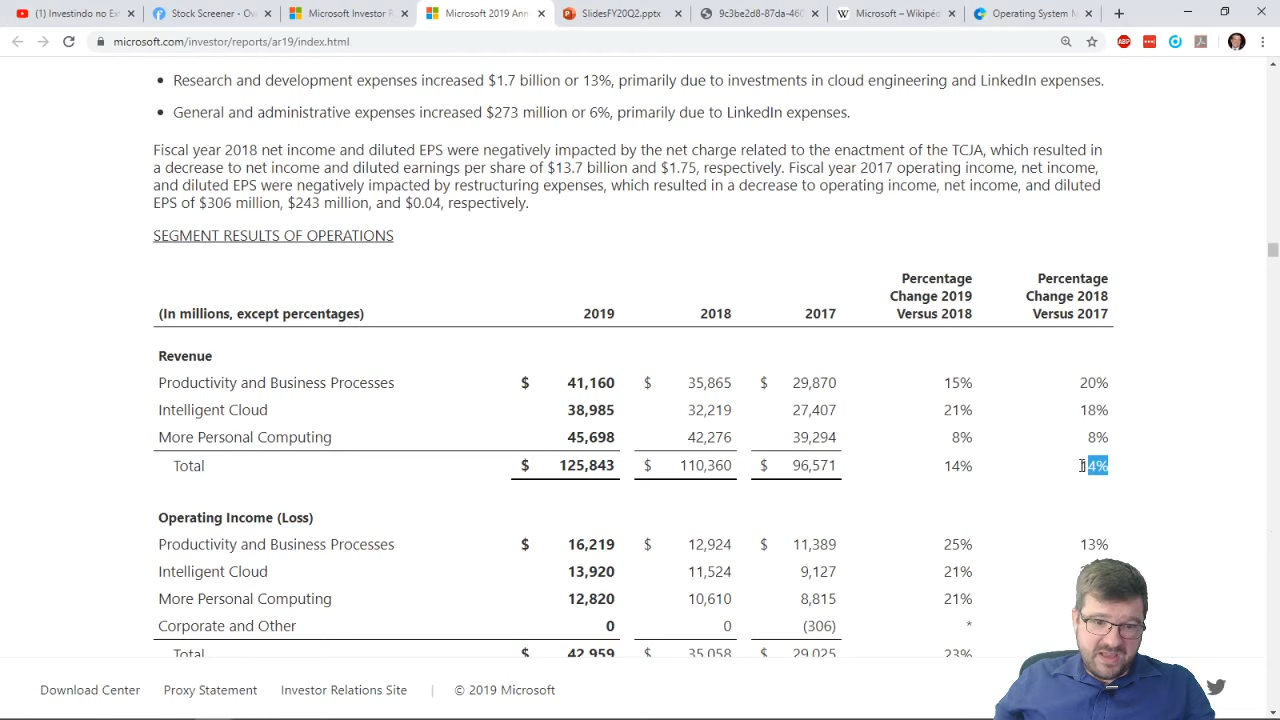 (1) Investindo no Ex
Stock Screener - Ov
Microsoft Investor R
Microsoft 2019 Ann
SlidesFY20Q2.pptx
9c3be2d8-87da-460
Microsoft – Wikipéd
Operating System M
microsoft.com/investor/reports/ar19/index.html
ABP
• Research and development expenses increased $1.7 billion or 13%, primarily due to investments in cloud engineering and LinkedIn expenses.
• General and administrative expenses increased $273 million or 6%, primarily due to LinkedIn expenses.
Fiscal year 2018 net income and diluted EPS were negatively impacted by the net charge related to the enactment of the TCJA, which resulted in
a decrease to net income and diluted earnings per share of $13.7 billion and $1.75, respectively. Fiscal year 2017 operating income, net income,
and diluted EPS were negatively impacted by restructuring expenses, which resulted in a decrease to operating income, net income, and diluted
EPS of $306 million, $243 million, and $0.04, respectively.
SEGMENT RESULTS OF OPERATIONS
Percentage Percentage
Change 2019 Change 2018
(In millions, except percentages) 2019 2018 2017 Versus 2018 Versus 2017
Revenue
Productivity and Business Processes $ 41,160 $ 35,865 $ 29,870 15% 20%
Intelligent Cloud 38,985 32,219 27,407 21% 18%
More Personal Computing 45,698 42,276 39,294 8% 8%
Total $ 125,843 $ 110,360 $ 96,571 14% 14%
Operating Income (Loss)
Productivity and Business Processes $ 16,219 $ 12,924 $ 11,389 25% 13%
Intelligent Cloud 13,920 11,524 9,127 21%
More Personal Computing 12,820 10,610 8,815 21%
Corporate and Other 0 0 (306) *
Total $ 42,959 $ 35,058 $ 29,025 23%
Download Center Proxy Statement Investor Relations Site | © 2019 Microsoft